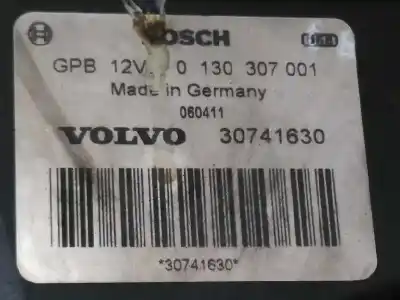 BOSCH
GPB 12V 0 130 307 001
Made in Germany
060411
VOLVO 30741630
*30741630*